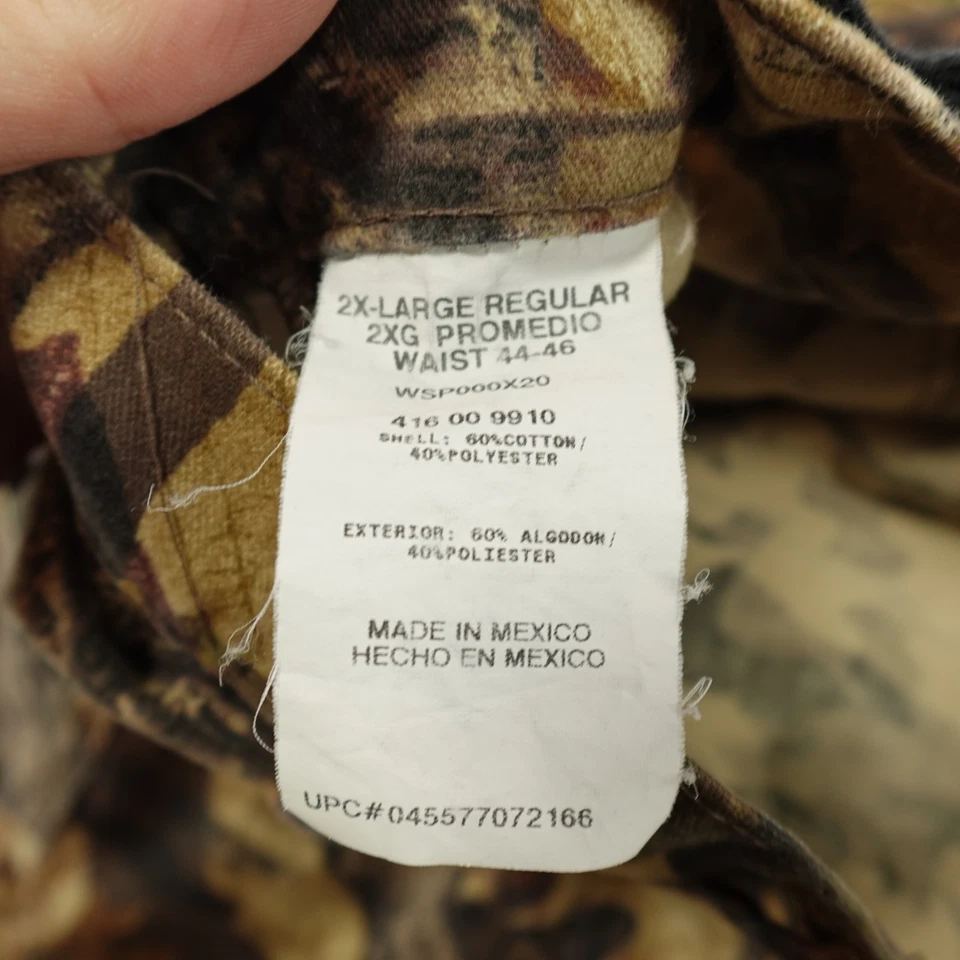 2X-LARGE REGULAR
2XG PROMEDIO
WAIST 44-46
WSP000X20
416 00 9910
SHELL: 60%COTTON/
40%POLYESTER
EXTERIOR: 60% ALGODON/
40%POLIESTER
MADE IN MEXICO
HECHO EN MEXICO
UPC#045577072166